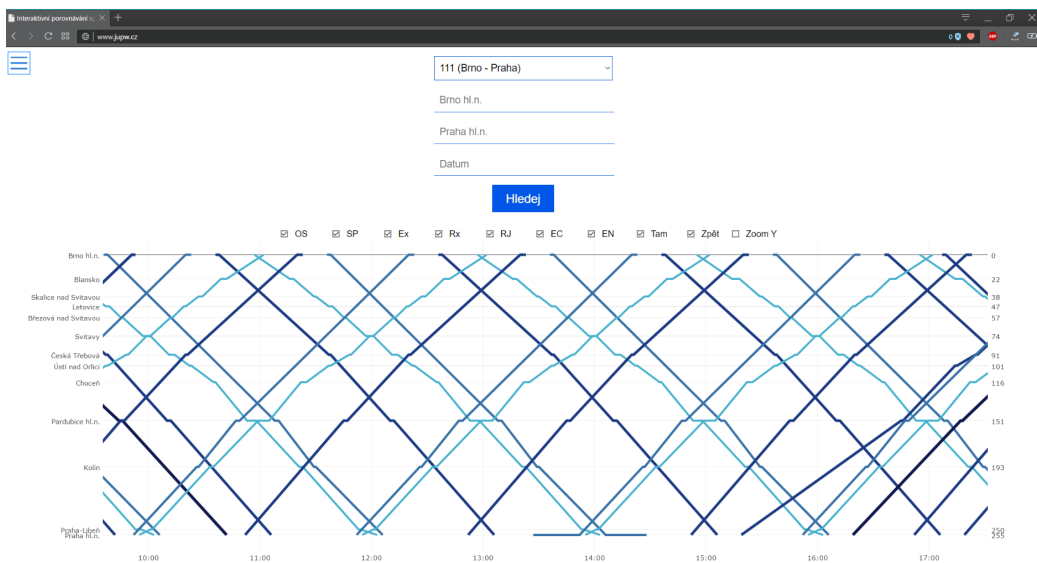 Interaktivní porovnávání
www.jupw.cz
0
ABP
111 (Brno - Praha)
Brno hl.n.
Praha hl.n.
Datum
Hledej
OS SP Ex Rx RJ EC EN Tam Zpět Zoom Y
Brno hl.n. 0
Blansko 22
Skalice nad Svitavou 38
Letovice 47
Březová nad Svitavou 57
Svitavy 74
Česká Třebová 91
Ústí nad Orlicí 101
Choceň 116
Pardubice hl.n. 151
Kolín 193
Praha-Libeň 250
Praha hl.n. 255
10:00 11:00 12:00 13:00 14:00 15:00 16:00 17:00